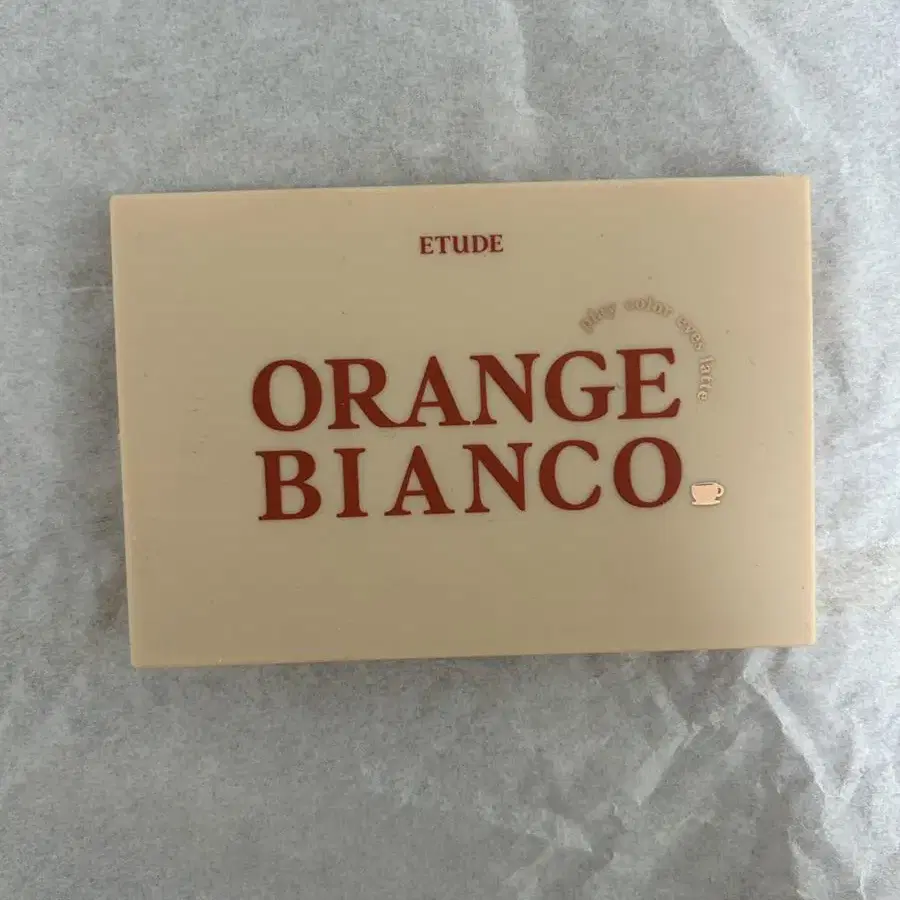 ETUDE
play color eyes latte
ORANGE
BIANCO